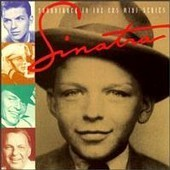 SOUNDTRACK TO THE CBS MINI SERIES
Sinatra